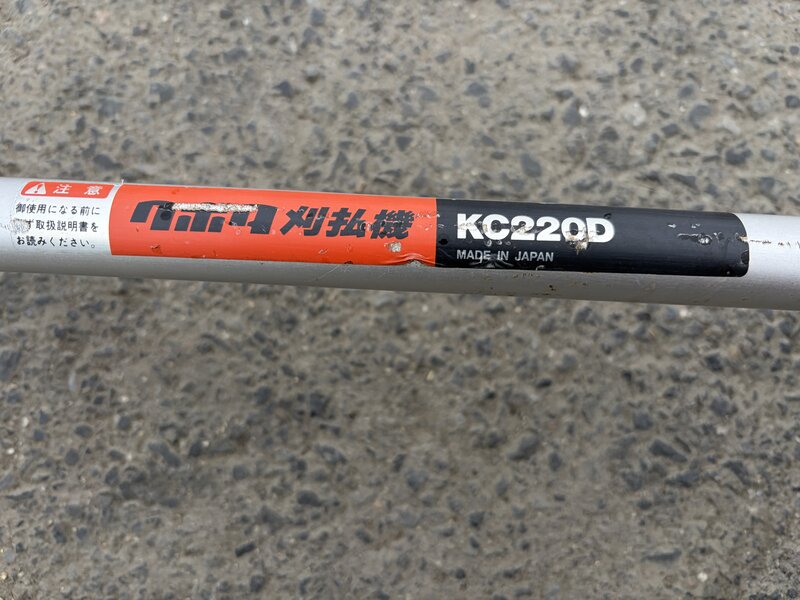 注意
御使用になる前に
ず取扱説明書を
お読みください。
クボタ刈払機
KC220D
MADE IN JAPAN